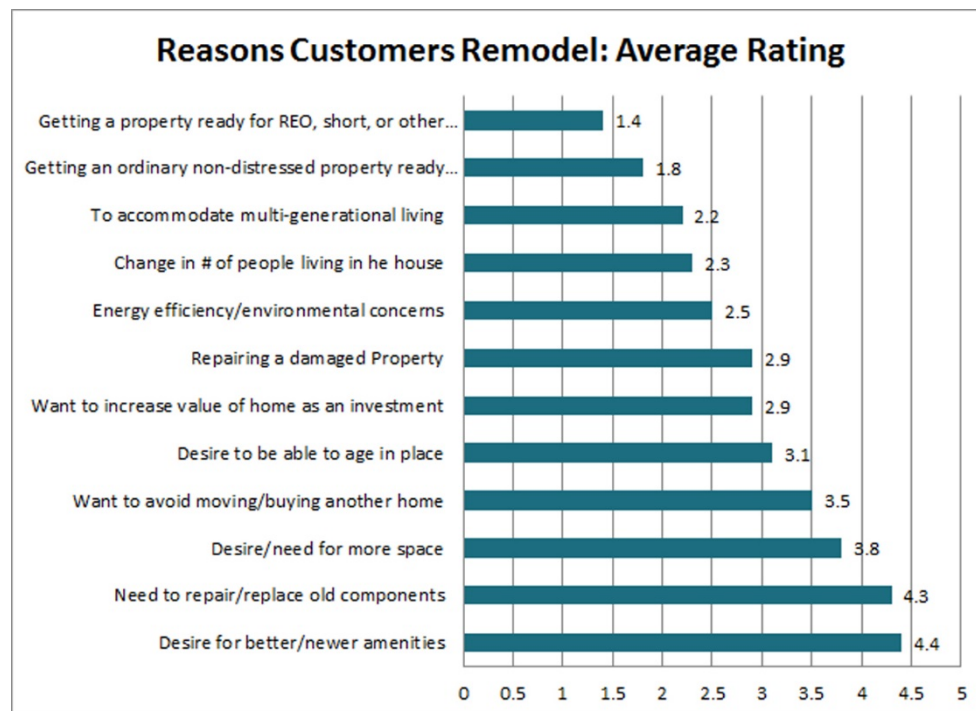 Reasons Customers Remodel: Average Rating
Getting a property ready for REO, short, or other... 1.4
Getting an ordinary non-distressed property ready... 1.8
To accommodate multi-generational living 2.2
Change in # of people living in he house 2.3
Energy efficiency/environmental concerns 2.5
Repairing a damaged Property 2.9
Want to increase value of home as an investment 2.9
Desire to be able to age in place 3.1
Want to avoid moving/buying another home 3.5
Desire/need for more space 3.8
Need to repair/replace old components 4.3
Desire for better/newer amenities 4.4
0 0.5 1 1.5 2 2.5 3 3.5 4 4.5 5